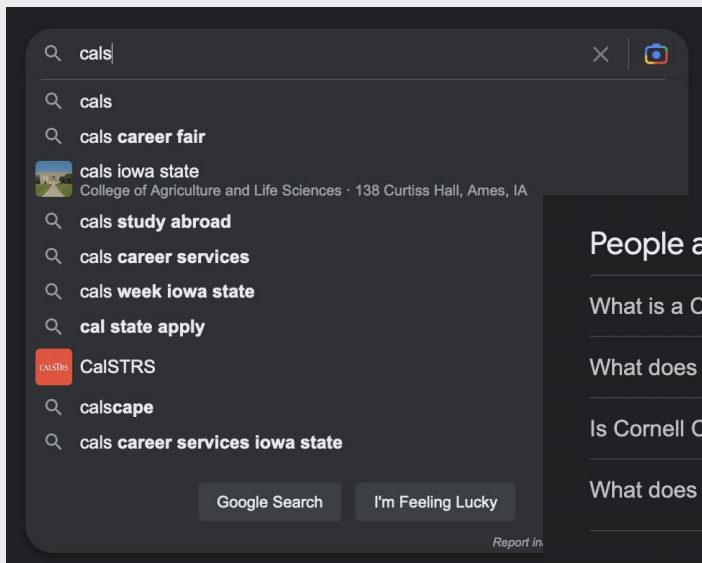 cals
cals
cals career fair
cals iowa state
College of Agriculture and Life Sciences · 138 Curtiss Hall, Ames, IA
cals study abroad
cals career services
cals week iowa state
cal state apply
CALSTRS
CalSTRS
calscape
cals career services iowa state
Google Search
I'm Feeling Lucky
Report
People
What is a
What does
Is Cornell
What does